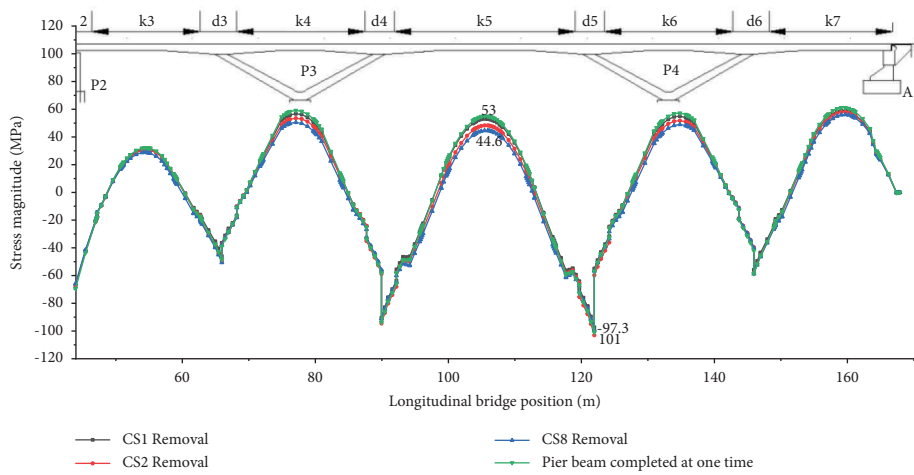 2 k3 d3 k4 d4 k5 d5 k6 d6 k7
P2 P3 P4 A
120
100
80
60
40
20
0
-20
-40
-60
-80
-100
-120
Stress magnitude (MPa)
53
44.6
-97.3
101
60 80 100 120 140 160
Longitudinal bridge position (m)
CS1 Removal
CS2 Removal
CS8 Removal
Pier beam completed at one time